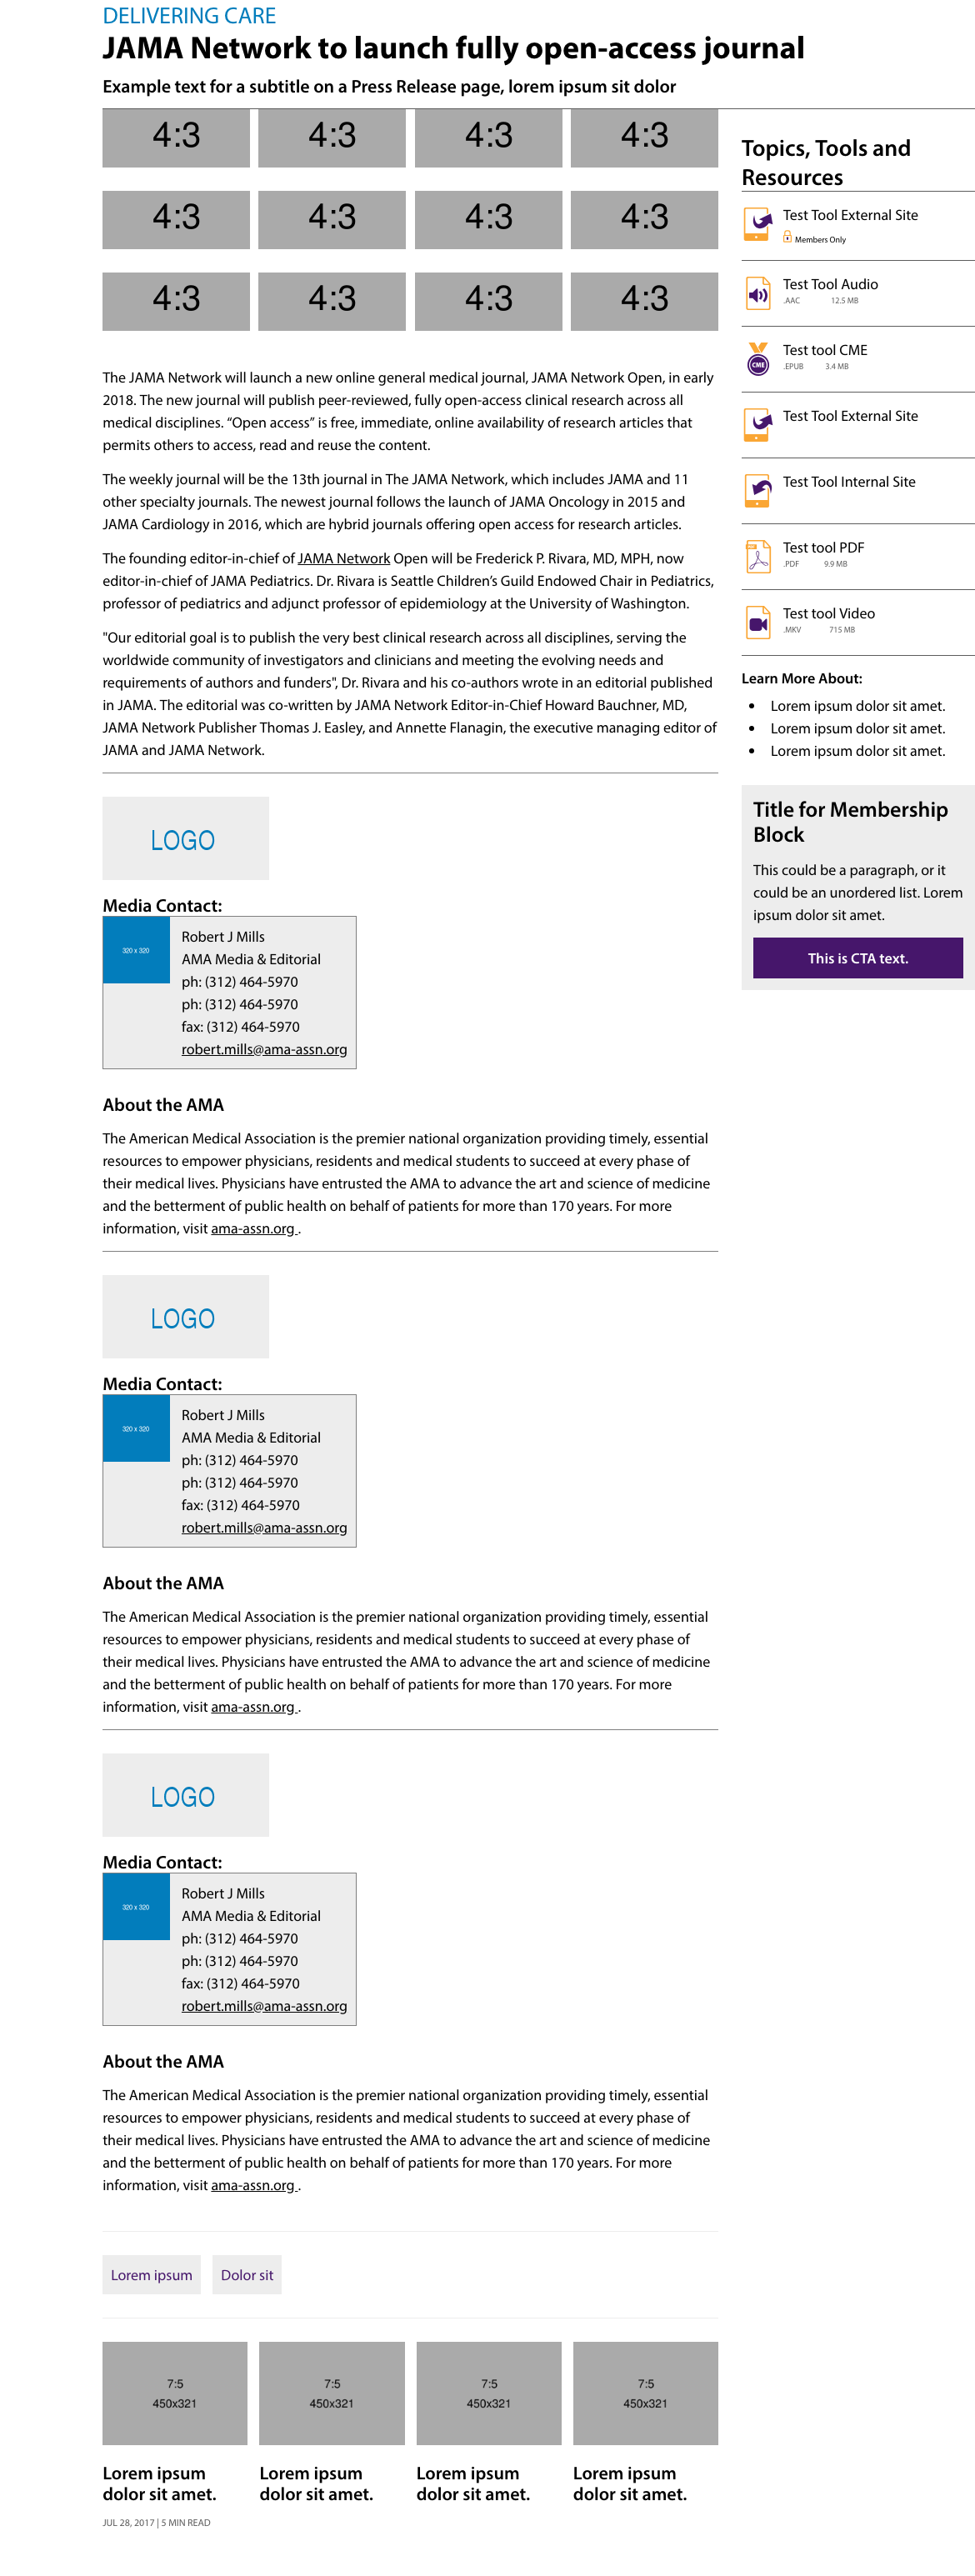 DELIVERING CARE
JAMA Network to launch fully open-access journal
Example text for a subtitle on a Press Release page, lorem ipsum sit dolor
4:3 4:3 4:3 4:3
4:3 4:3 4:3 4:3
4:3 4:3 4:3 4:3
The JAMA Network will launch a new online general medical journal, JAMA Network Open, in early
2018. The new journal will publish peer-reviewed, fully open-access clinical research across all
medical disciplines. “Open access” is free, immediate, online availability of research articles that
permits others to access, read and reuse the content.
The weekly journal will be the 13th journal in The JAMA Network, which includes JAMA and 11
other specialty journals. The newest journal follows the launch of JAMA Oncology in 2015 and
JAMA Cardiology in 2016, which are hybrid journals offering open access for research articles.
The founding editor-in-chief of JAMA Network Open will be Frederick P. Rivara, MD, MPH, now
editor-in-chief of JAMA Pediatrics. Dr. Rivara is Seattle Children’s Guild Endowed Chair in Pediatrics,
professor of pediatrics and adjunct professor of epidemiology at the University of Washington.
"Our editorial goal is to publish the very best clinical research across all disciplines, serving the
worldwide community of investigators and clinicians and meeting the evolving needs and
requirements of authors and funders", Dr. Rivara and his co-authors wrote in an editorial published
in JAMA. The editorial was co-written by JAMA Network Editor-in-Chief Howard Bauchner, MD,
JAMA Network Publisher Thomas J. Easley, and Annette Flanagin, the executive managing editor of
JAMA and JAMA Network.
LOGO
Media Contact:
320 x 320
Robert J Mills
AMA Media & Editorial
ph: (312) 464-5970
ph: (312) 464-5970
fax: (312) 464-5970
robert.mills@ama-assn.org
About the AMA
The American Medical Association is the premier national organization providing timely, essential
resources to empower physicians, residents and medical students to succeed at every phase of
their medical lives. Physicians have entrusted the AMA to advance the art and science of medicine
and the betterment of public health on behalf of patients for more than 170 years. For more
information, visit ama-assn.org .
LOGO
Media Contact:
320 x 320
Robert J Mills
AMA Media & Editorial
ph: (312) 464-5970
ph: (312) 464-5970
fax: (312) 464-5970
robert.mills@ama-assn.org
About the AMA
The American Medical Association is the premier national organization providing timely, essential
resources to empower physicians, residents and medical students to succeed at every phase of
their medical lives. Physicians have entrusted the AMA to advance the art and science of medicine
and the betterment of public health on behalf of patients for more than 170 years. For more
information, visit ama-assn.org .
LOGO
Media Contact:
320 x 320
Robert J Mills
AMA Media & Editorial
ph: (312) 464-5970
ph: (312) 464-5970
fax: (312) 464-5970
robert.mills@ama-assn.org
About the AMA
The American Medical Association is the premier national organization providing timely, essential
resources to empower physicians, residents and medical students to succeed at every phase of
their medical lives. Physicians have entrusted the AMA to advance the art and science of medicine
and the betterment of public health on behalf of patients for more than 170 years. For more
information, visit ama-assn.org .
Lorem ipsum Dolor sit
7:5 7:5 7:5 7:5
450x321 450x321 450x321 450x321
Lorem ipsum Lorem ipsum Lorem ipsum Lorem ipsum
dolor sit amet. dolor sit amet. dolor sit amet. dolor sit amet.
JUL 28, 2017 | 5 MIN READ
Topics, Tools and
Resources
Test Tool External Site
Members Only
Test Tool Audio
.AAC 12.5 MB
CME
Test tool CME
.EPUB 3.4 MB
Test Tool External Site
Test Tool Internal Site
Test tool PDF
.PDF 9.9 MB
Test tool Video
.MKV 715 MB
Learn More About:
• Lorem ipsum dolor sit amet.
• Lorem ipsum dolor sit amet.
• Lorem ipsum dolor sit amet.
Title for Membership
Block
This could be a paragraph, or it
could be an unordered list. Lorem
ipsum dolor sit amet.
This is CTA text.